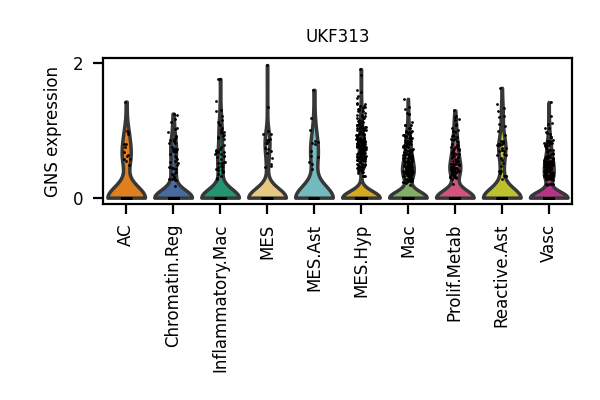 UKF313
GNS expression
2
0
AC
Chromatin.Reg
Inflammatory.Mac
MES
MES.Ast
MES.Hyp
Mac
Prolif.Metab
Reactive.Ast
Vasc